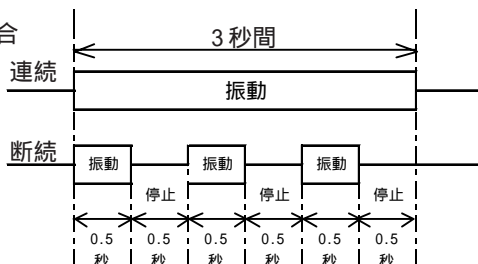 合
3秒間
連続
振動
断続
振動 振動 振動
停止 停止 停止
0.5 0.5 0.5 0.5 0.5 0.5
秒 秒 秒 秒 秒 秒